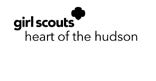 girl scouts
heart of the hudson